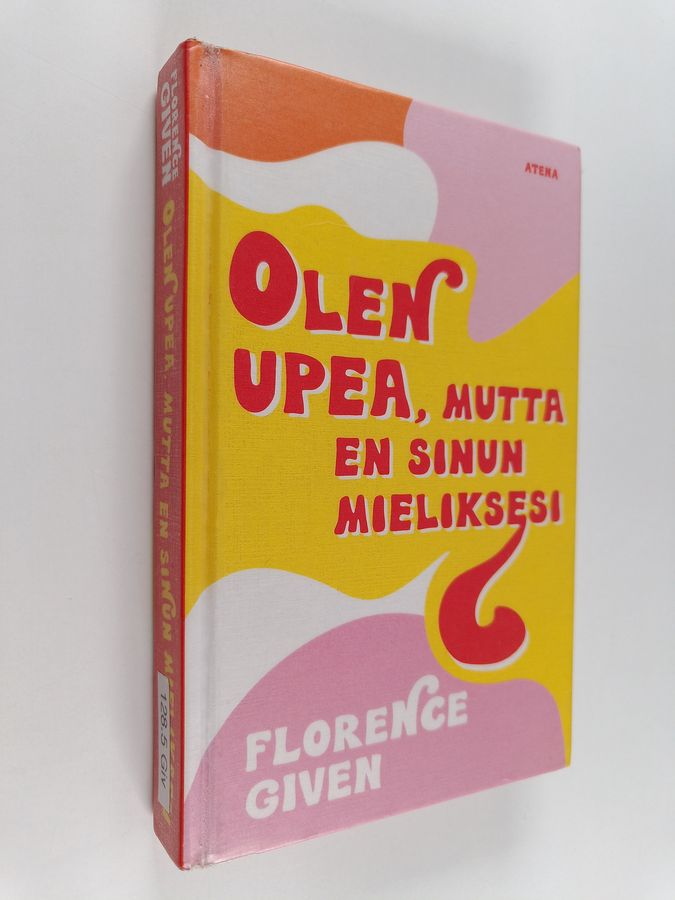 ATENA
OLEN
UPEA, MUTTA
EN SINUN
MIELIKSESI
FLORENCE
GIVEN
FLORENCE
GIVEN
OLEN UPEA, MUTTA EN SINUN
128.5 GIV